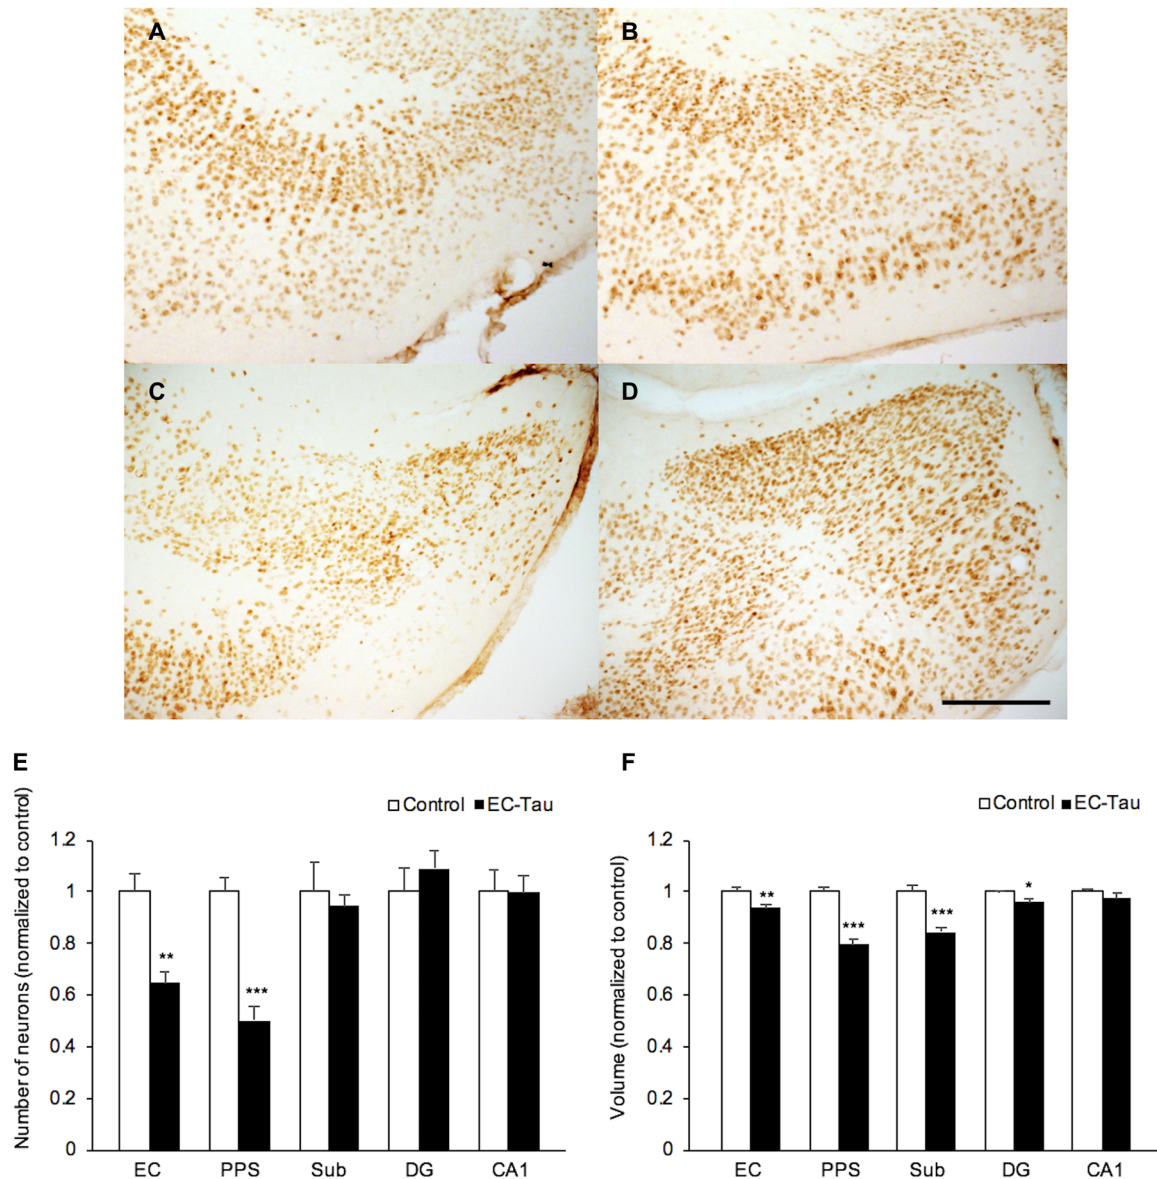 A
B
C
D
E
F
Control EC-Tau
Number of neurons (normalized to control)
1.2
1
0.8
0.6
0.4
0.2
0
**
***
EC PPS Sub DG CA1
Control EC-Tau
Volume (normalized to control)
1.2
1
0.8
0.6
0.4
0.2
0
**
***
***
*
EC PPS Sub DG CA1